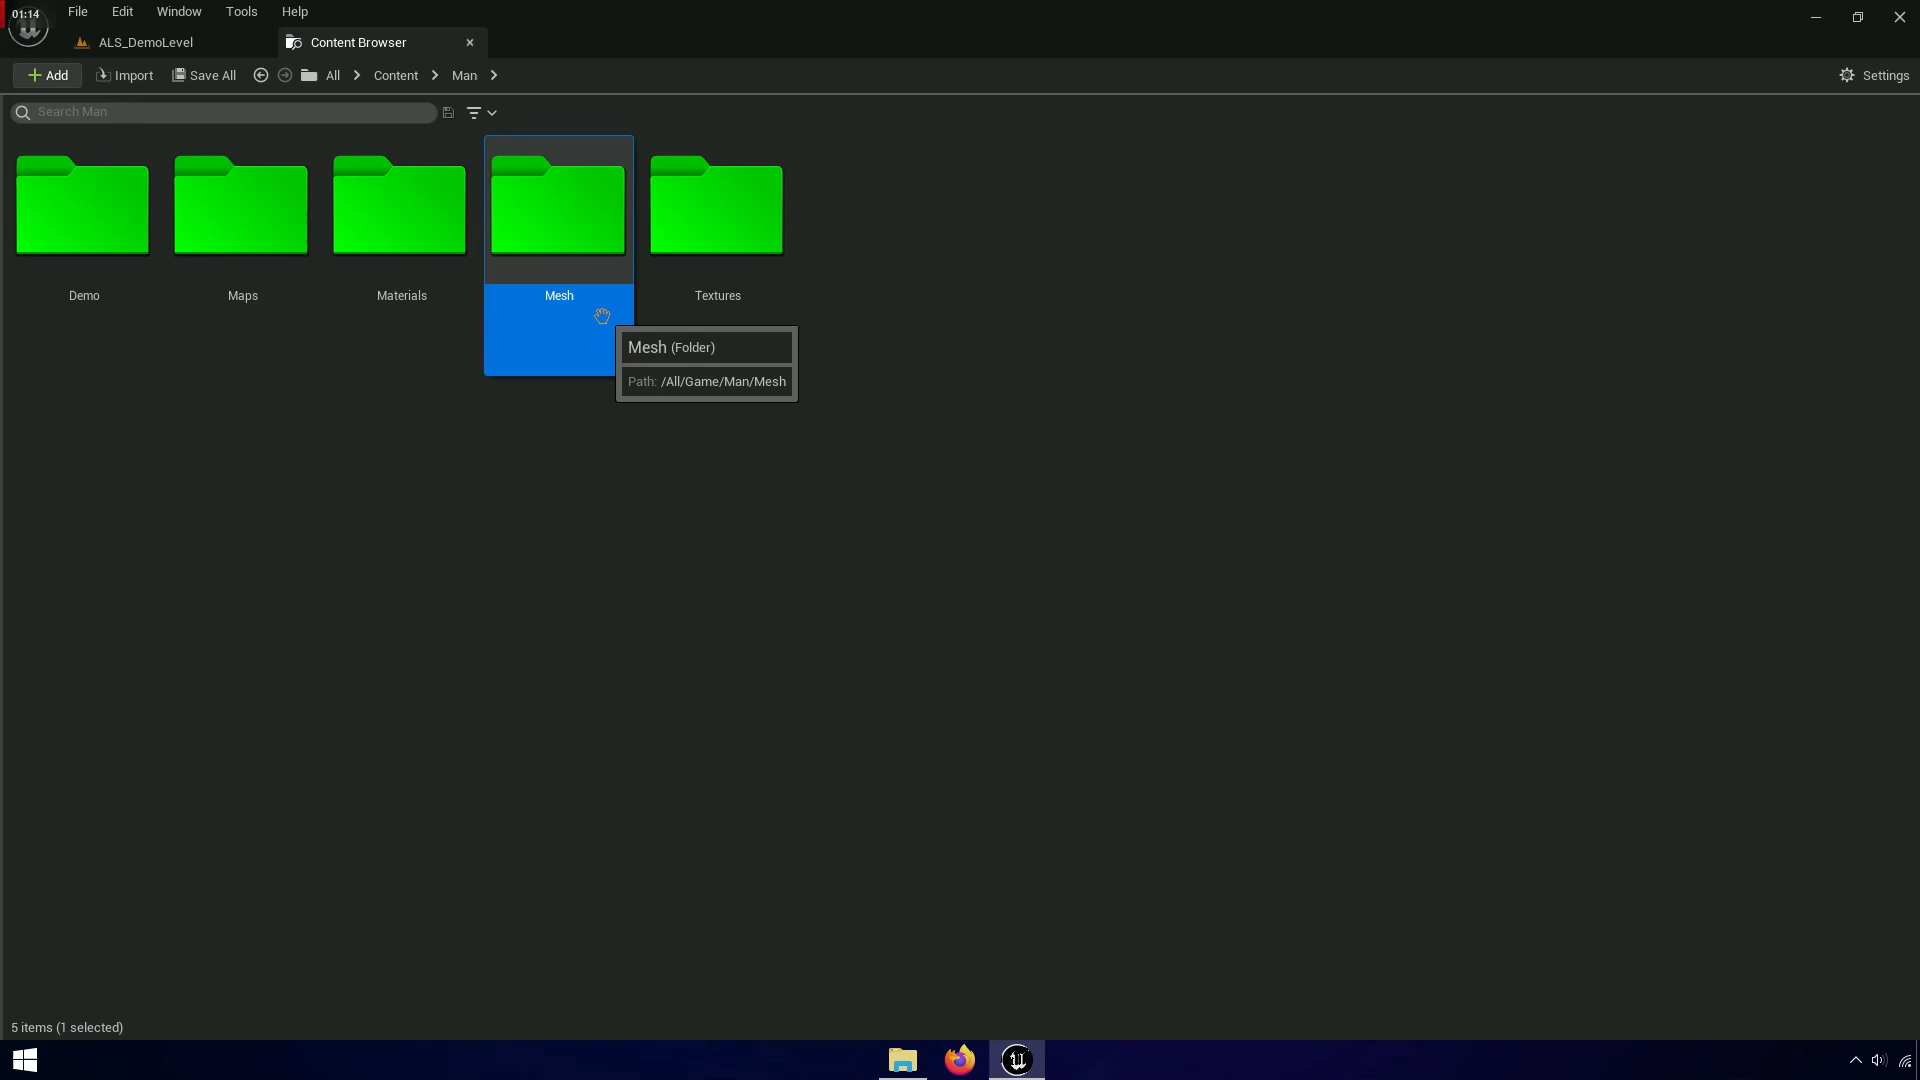 01:14
File Edit Window Tools Help
ALS_DemoLevel
Content Browser
Add Import Save All All Content Man Settings
Search Man
Demo Maps Materials Mesh Textures
Mesh (Folder)
Path: /All/Game/Man/Mesh
5 items (1 selected)